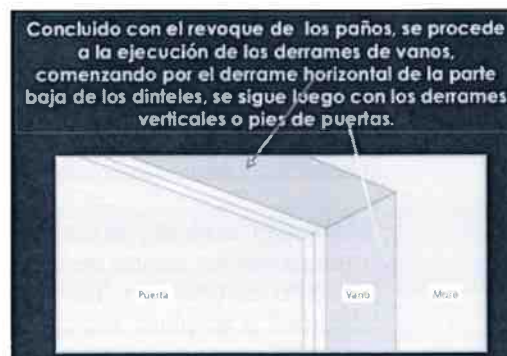 Concluido con el revoque de los paños, se procede
a la ejecución de los derrames de vanos,
comenzando por el derrame horizontal de la parte
baja de los dinteles, se sigue luego con los derrames
verticales o pies de puertas.
Puerta Vano Muro